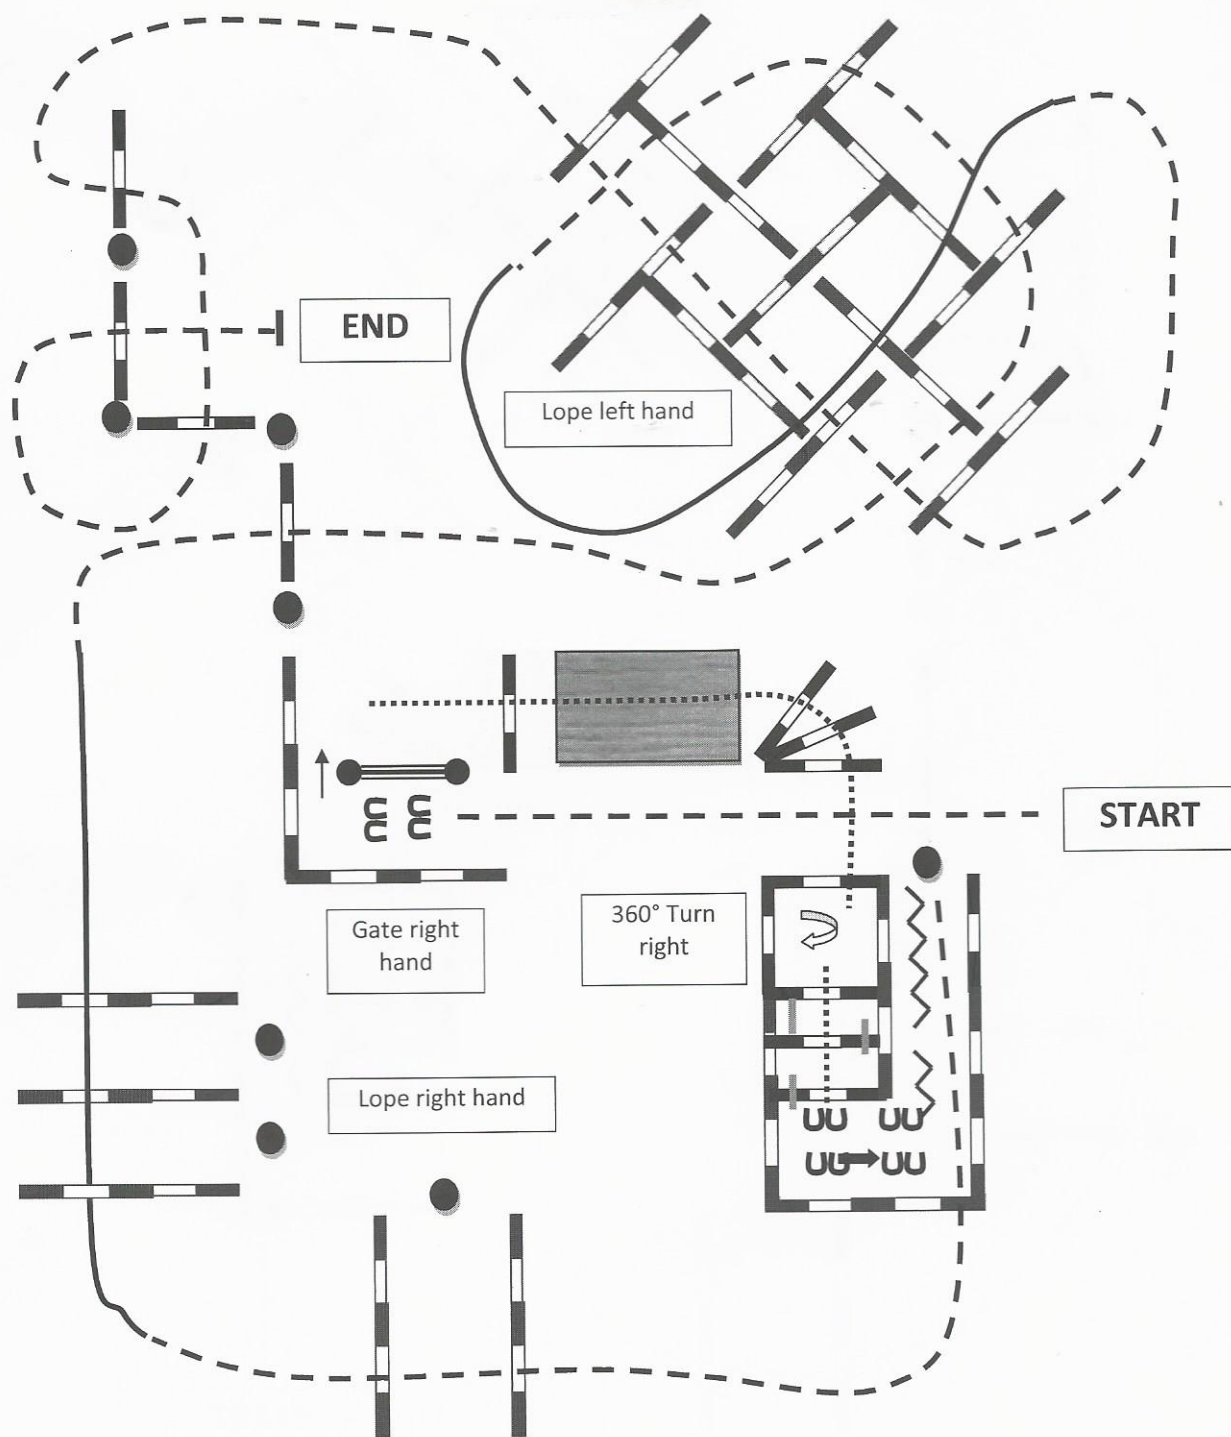 END
Lope left hand
START
Gate right
hand
360° Turn
right
Lope right hand